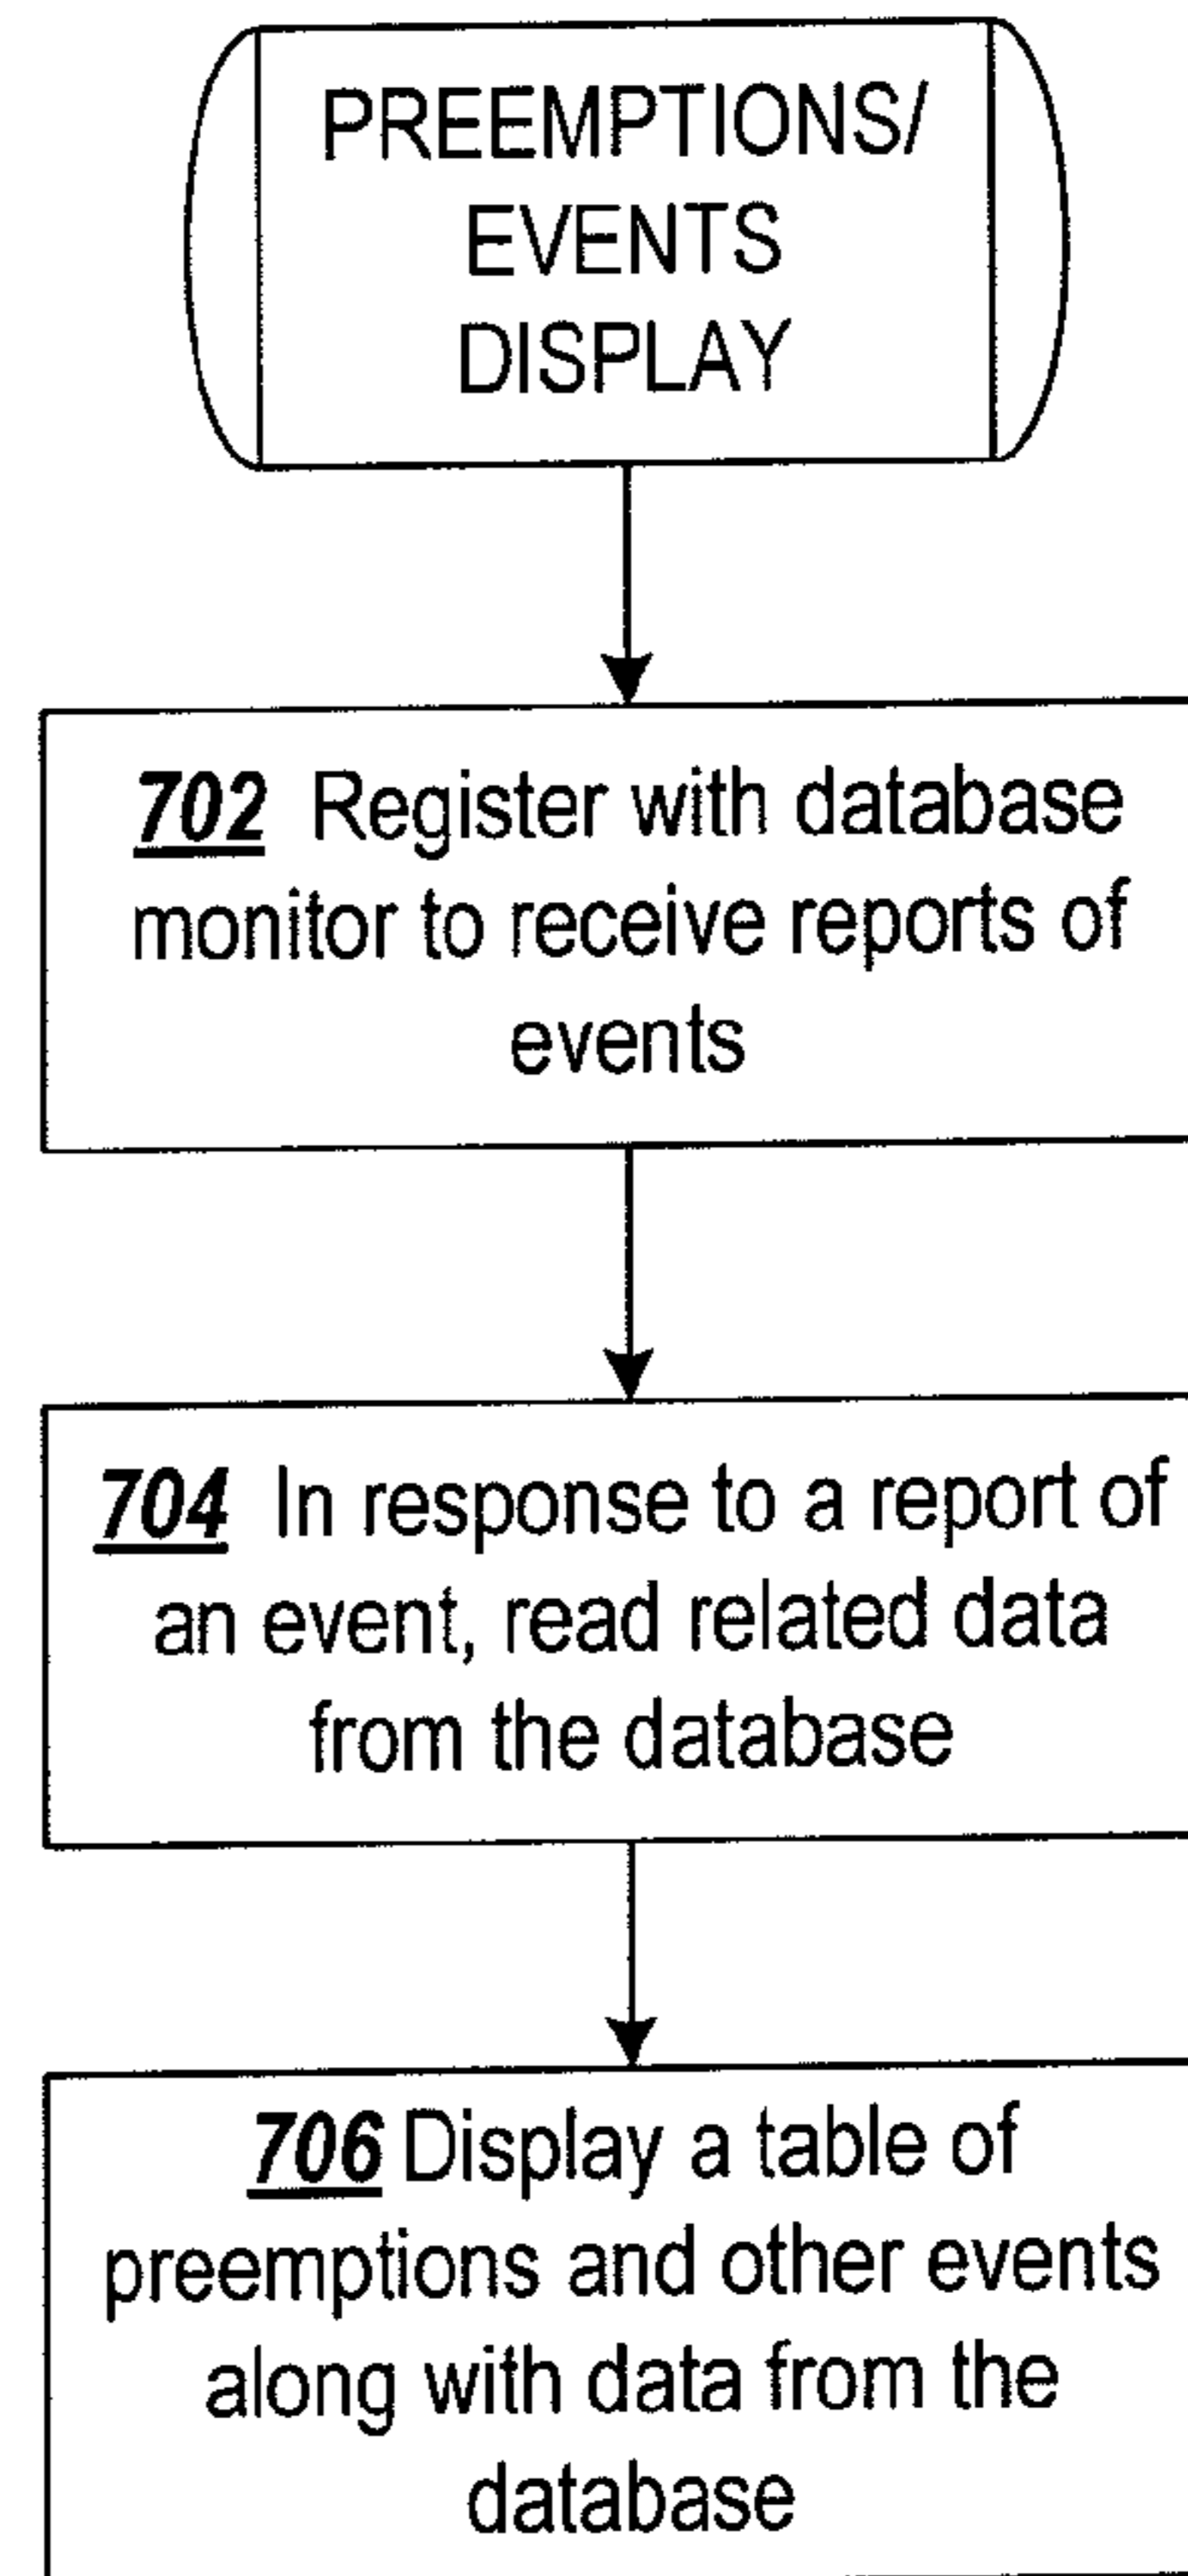 PREEMPTIONS/
EVENTS
DISPLAY
702 Register with database
monitor to receive reports of
events
704 In response to a report of
an event, read related data
from the database
706 Display a table of
preemptions and other events
along with data from the
database